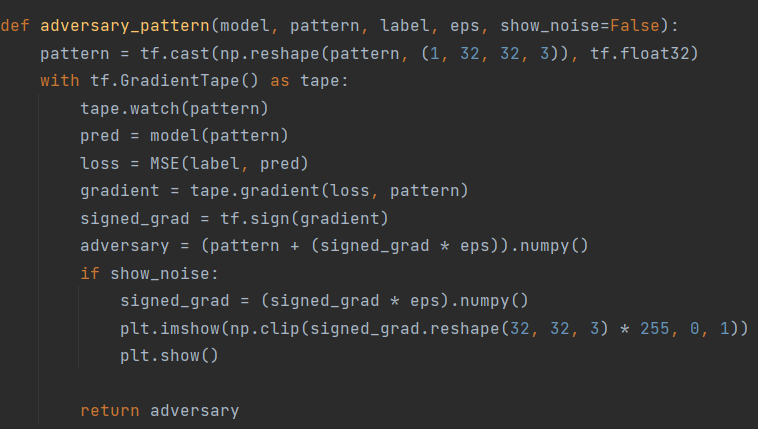 def adversary_pattern(model, pattern, label, eps, show_noise=False):
    pattern = tf.cast(np.reshape(pattern, (1, 32, 32, 3)), tf.float32)
    with tf.GradientTape() as tape:
        tape.watch(pattern)
        pred = model(pattern)
        loss = MSE(label, pred)
        gradient = tape.gradient(loss, pattern)
        signed_grad = tf.sign(gradient)
        adversary = (pattern + (signed_grad * eps)).numpy()
        if show_noise:
            signed_grad = (signed_grad * eps).numpy()
            plt.imshow(np.clip(signed_grad.reshape(32, 32, 3) * 255, 0, 1))
            plt.show()

        return adversary